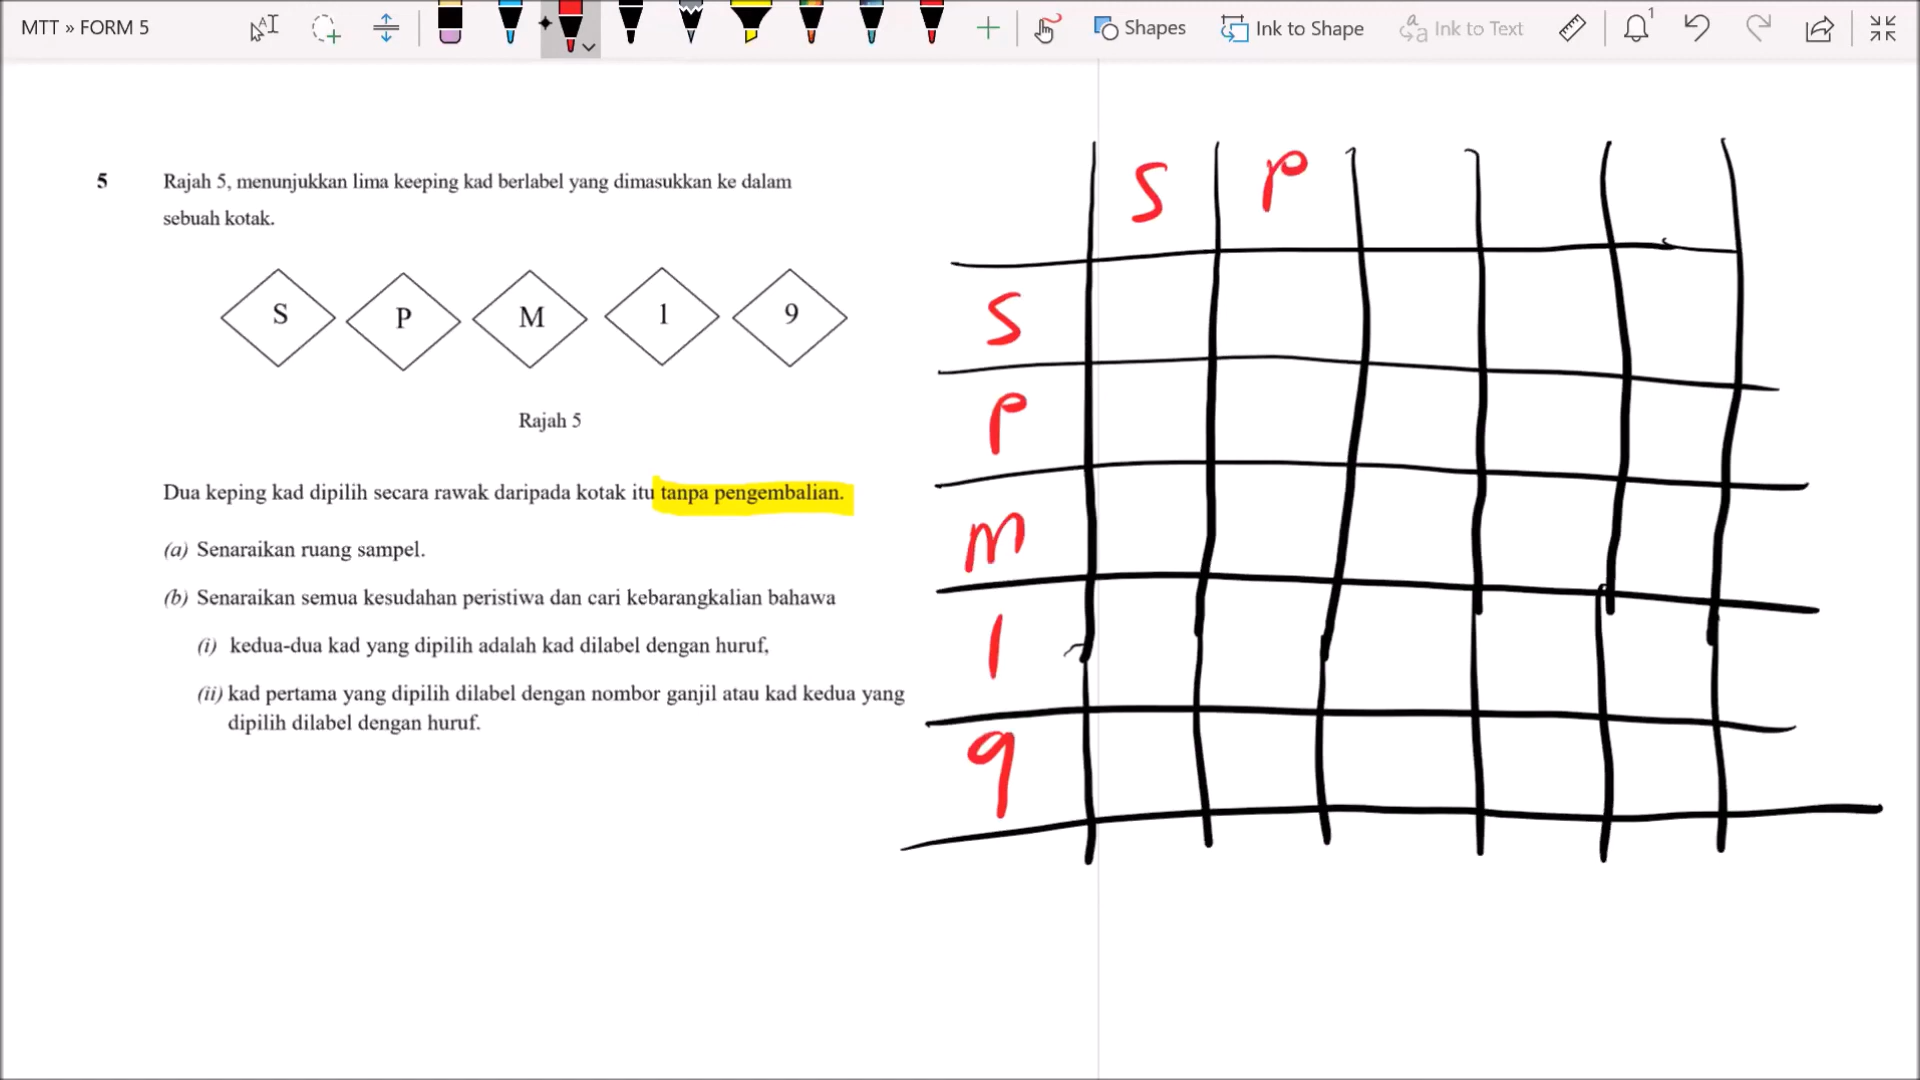 MTT » FORM 5
Shapes
Ink to Shape
Ink to Text
1
5 Rajah 5, menunjukkan lima keeping kad berlabel yang dimasukkan ke dalam
sebuah kotak.
S P M 1 9
Rajah 5
Dua keping kad dipilih secara rawak daripada kotak itu tanpa pengembalian.
(a) Senaraikan ruang sampel.
(b) Senaraikan semua kesudahan peristiwa dan cari kebarangkalian bahawa
(i) kedua-dua kad yang dipilih adalah kad dilabel dengan huruf,
(ii) kad pertama yang dipilih dilabel dengan nombor ganjil atau kad kedua yang
dipilih dilabel dengan huruf.
S P
S
P
M
1
9